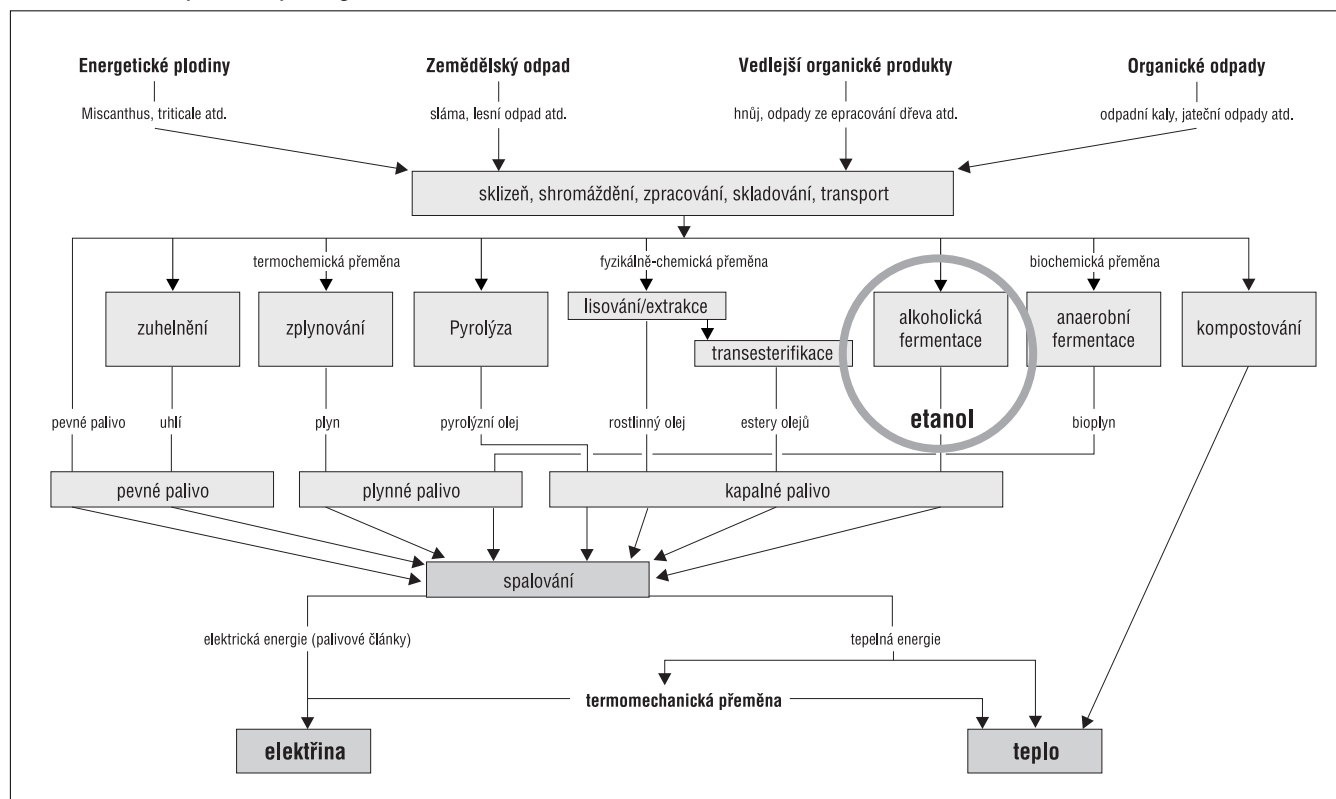 Energetické plodiny
Zemědělský odpad
Vedlejší organické produkty
Organické odpady
Miscanthus, triticale atd.
sláma, lesní odpad atd.
hnůj, odpady ze epracování dřeva atd.
odpadní kaly, jateční odpady atd.
sklizeň, shromáždění, zpracování, skladování, transport
termochemická přeměna
fyzikálně-chemická přeměna
biochemická přeměna
zuhelnění
zplynování
Pyrolýza
lisování/extrakce
transesterifikace
alkoholická
fermentace
anaerobní
fermentace
kompostování
pevné palivo
uhlí
plyn
pyrolýzní olej
rostlinný olej
estery olejů
etanol
bioplyn
pevné palivo
plynné palivo
kapalné palivo
spalování
elektrická energie (palivové články)
tepelná energie
termomechanická přeměna
elektřina
teplo